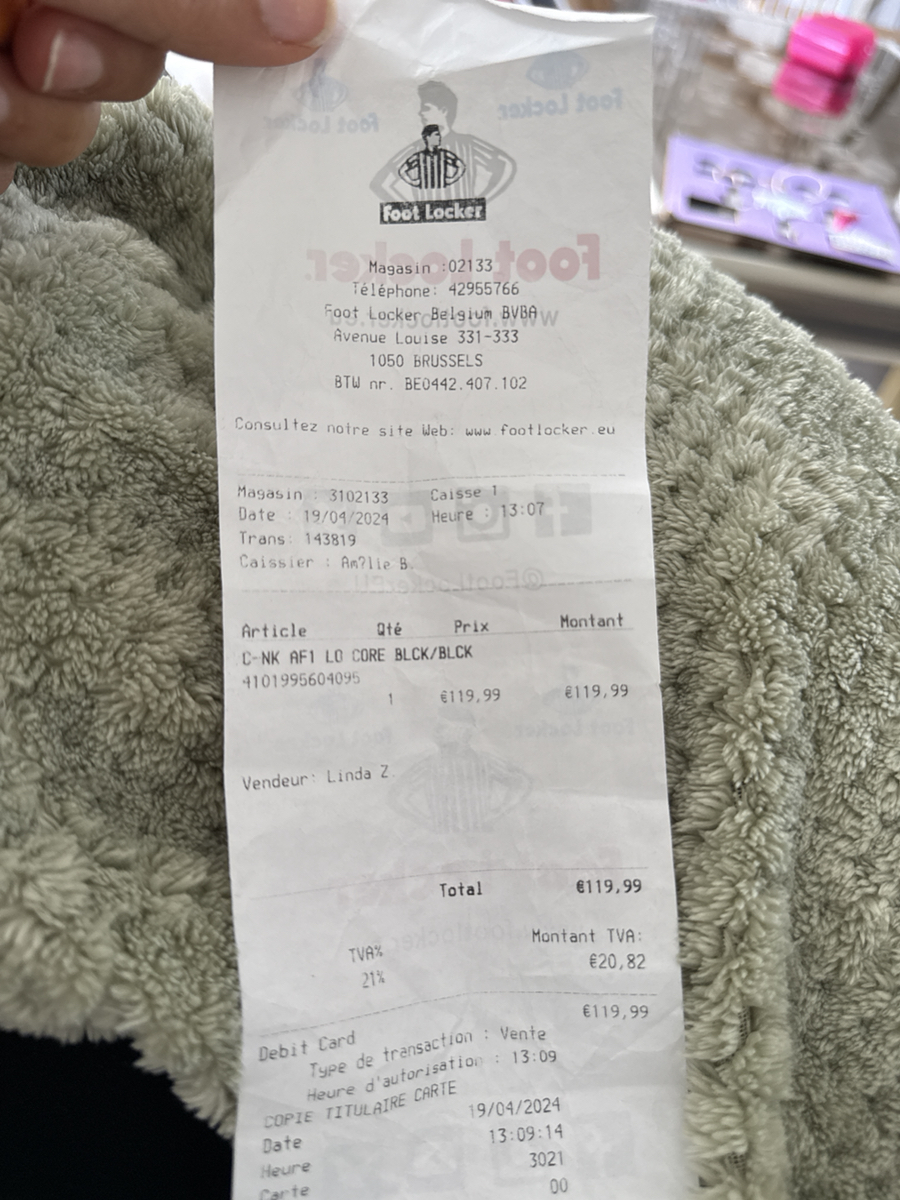 Foot Locker
Magasin :02133
Téléphone: 42955766
Foot Locker Belgium BVBA
Avenue Louise 331-333
1050 BRUSSELS
BTW nr. BE0442.407.102
Consultez notre site Web: www.footlocker.eu
Magasin : 3102133 Caisse 1
Date : 19/04/2024 Heure : 13:07
Trans: 143819
Caissier : Am?lie B.
Article Qté Prix Montant
C-NK AF1 LO CORE BLCK/BLCK
4101995604095
1 €119,99 €119,99
Vendeur: Linda Z.
Total €119,99
Montant TVA:
TVA%
21% €20,82
€119,99
Debit Card
Type de transaction : Vente
Heure d'autorisation : 13:09
COPIE TITULAIRE CARTE
Date 19/04/2024
Heure 13:09:14
Carte 3021
00